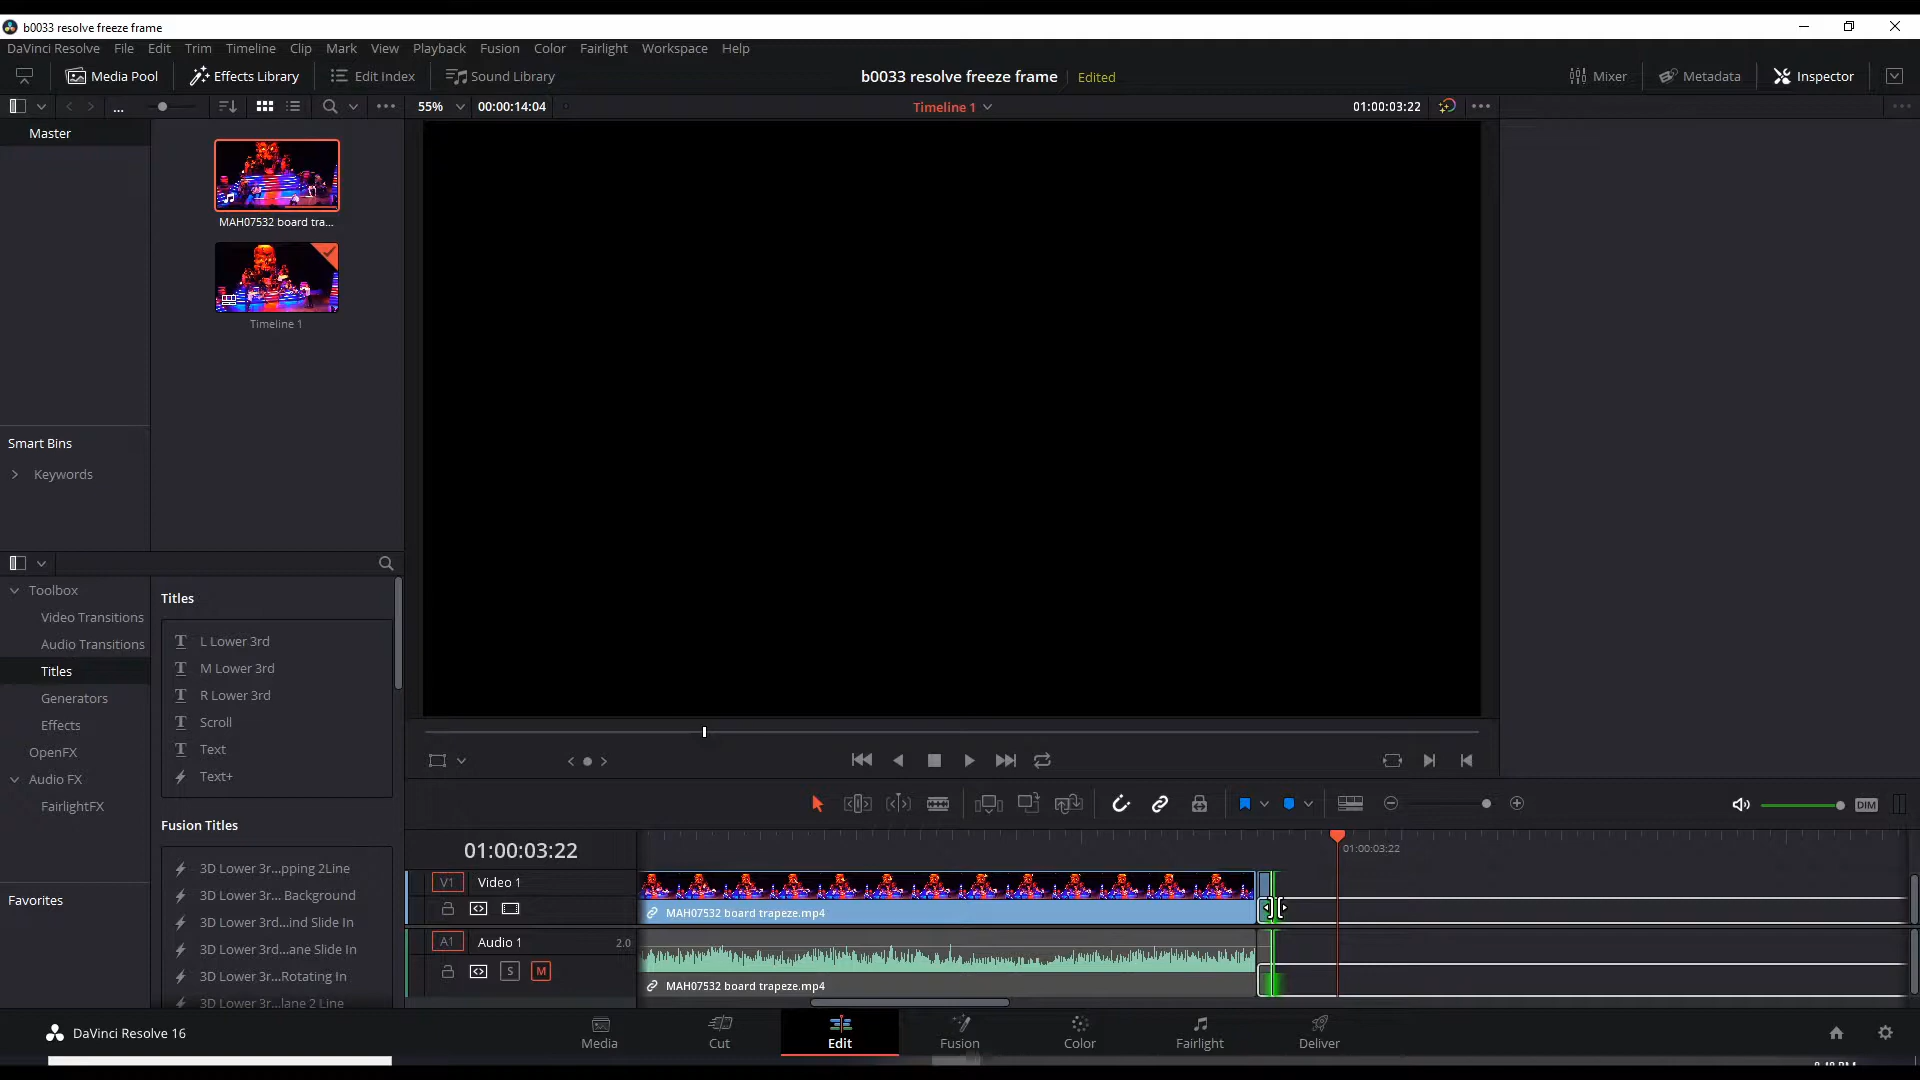 b0033 resolve freeze frame
DaVinci Resolve File Edit Trim Timeline Clip Mark View Playback Fusion Color Fairlight Workspace Help
Media Pool Effects Library Edit Index Sound Library b0033 resolve freeze frame Edited Mixer Metadata Inspector
... 55% 00:00:14:04 Timeline 1 01:00:03:22
Master
MAH07532 board tra...
Timeline 1
Smart Bins
Keywords
Toolbox
Video Transitions
Audio Transitions
Titles
Generators
Effects
OpenFX
Audio FX
FairlightFX
Favorites
Titles
L Lower 3rd
M Lower 3rd
R Lower 3rd
Scroll
Text
Text+
Fusion Titles
3D Lower 3r...pping 2Line
3D Lower 3r... Background
3D Lower 3rd...ind Slide In
3D Lower 3rd...ane Slide In
3D Lower 3r...Rotating In
3D Lower 3r...lane 2 Line
DIM
01:00:03:22
01:00:03:22
V1 Video 1
MAH07532 board trapeze.mp4
A1 Audio 1 2.0
S M
MAH07532 board trapeze.mp4
DaVinci Resolve 16
Media Cut Edit Fusion Color Fairlight Deliver